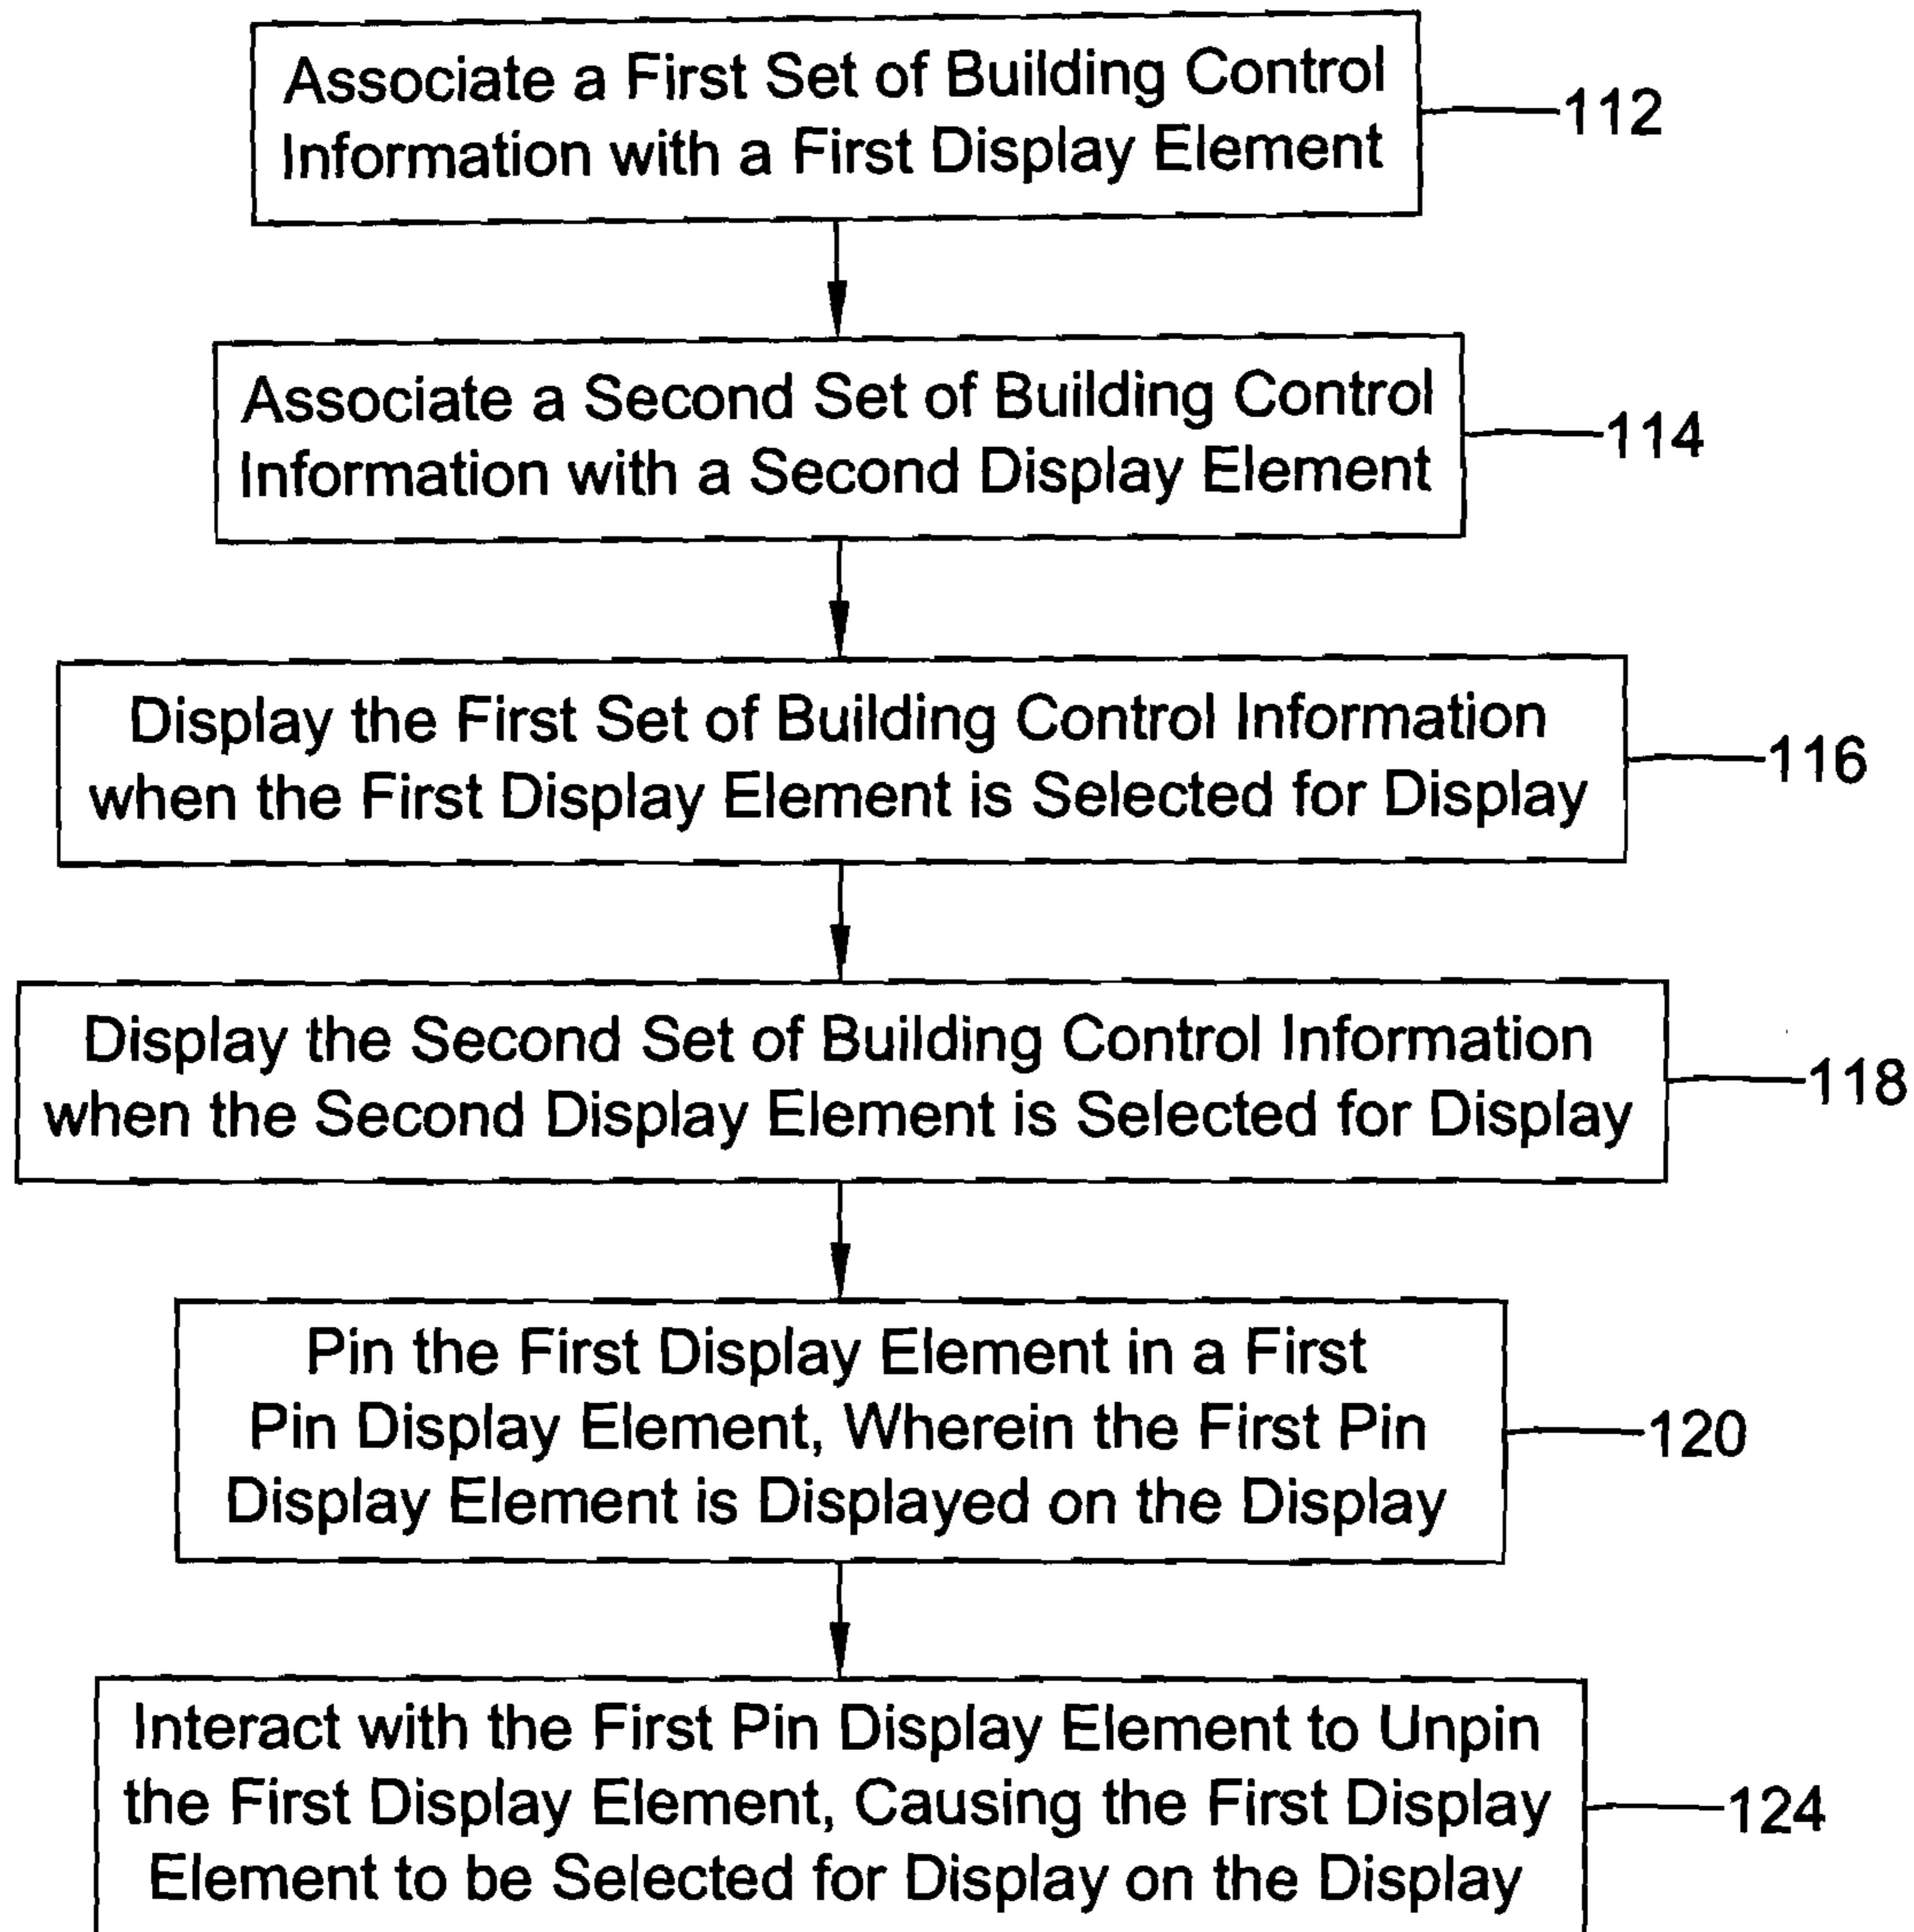 Associate a First Set of Building Control
Information with a First Display Element
112
Associate a Second Set of Building Control
Information with a Second Display Element
114
Display the First Set of Building Control Information
when the First Display Element is Selected for Display
116
Display the Second Set of Building Control Information
when the Second Display Element is Selected for Display
118
Pin the First Display Element in a First
Pin Display Element, Wherein the First Pin
Display Element is Displayed on the Display
120
Interact with the First Pin Display Element to Unpin
the First Display Element, Causing the First Display
Element to be Selected for Display on the Display
124